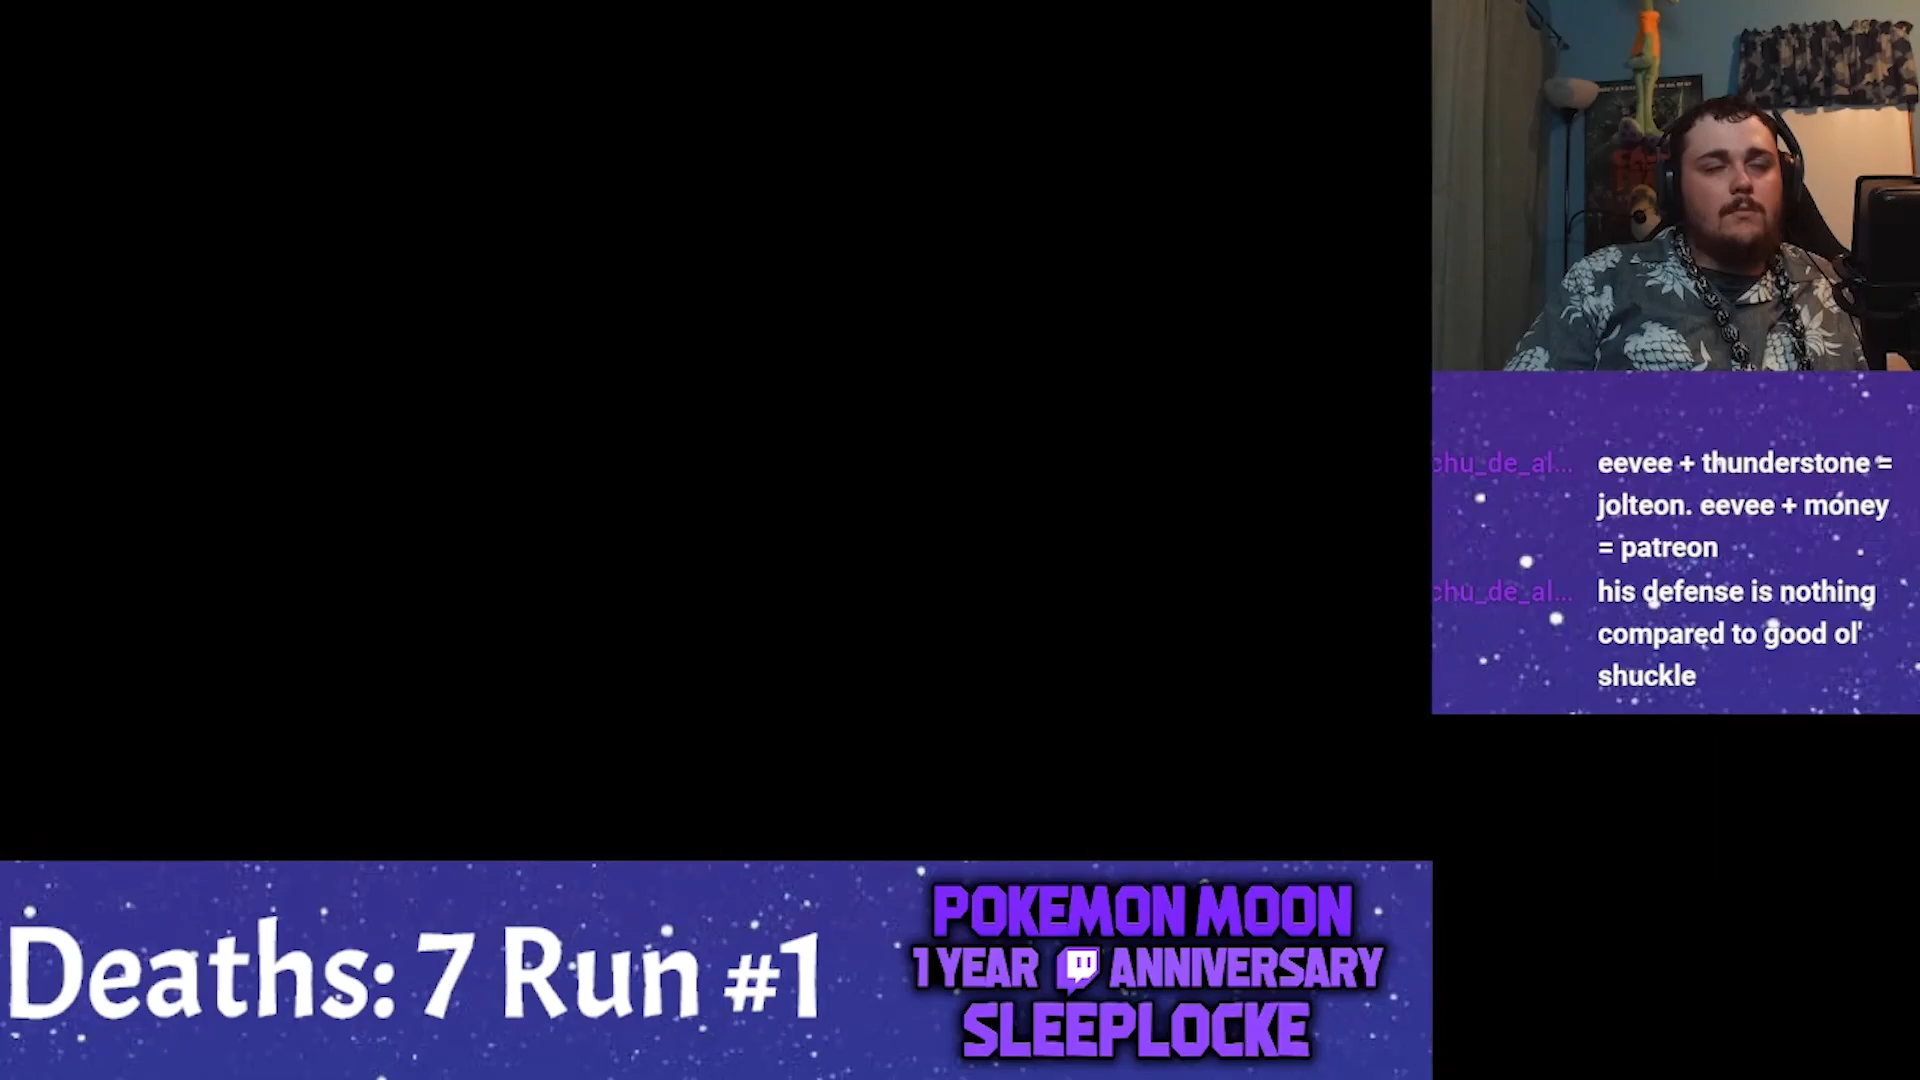 chu_de_al... eevee + thunderstone =
jolteon. eevee + money
= patreon
chu_de_al... his defense is nothing
compared to good ol'
shuckle
Deaths: 7 Run #1
POKEMON MOON
1 YEAR ANNIVERSARY
SLEEPLOCKE